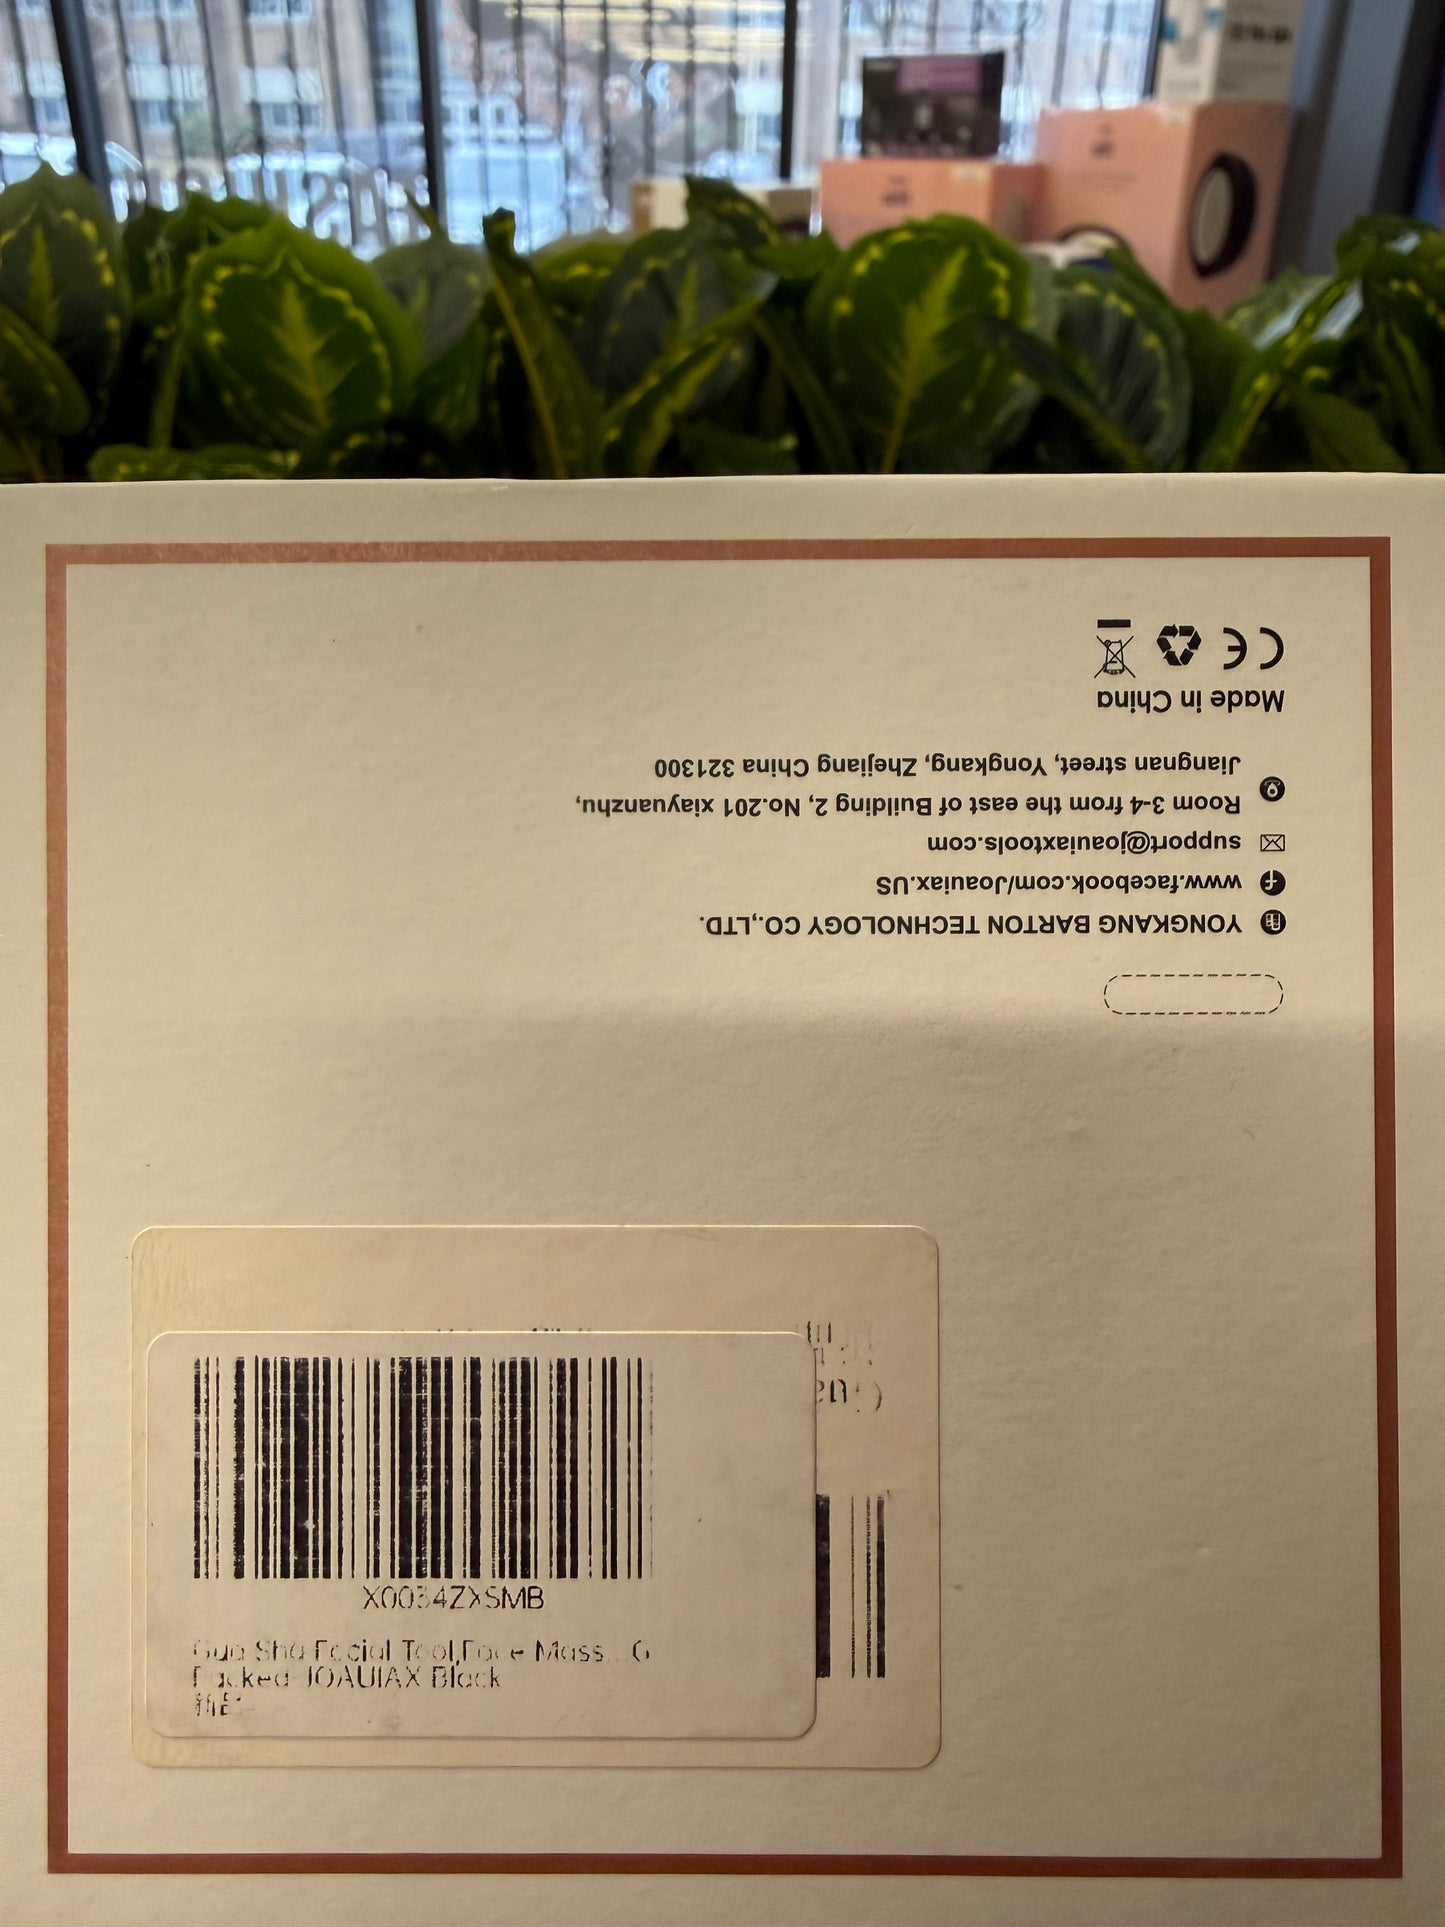 YONGKANG BARTON TECHNOLOGY CO.,LTD.
www.facebook.com/Joauiax.US
support@joauiaxtools.com
Room 3-4 from the east of Building 2, No.201 xiayuanzhu,
Jiangnan street, Yongkang, Zhejiang China 321300
Made in China
CE
X0034ZXSMB
Gua Sha Facial Tool,Face Mass...6
Packed-JOAUIAX Black